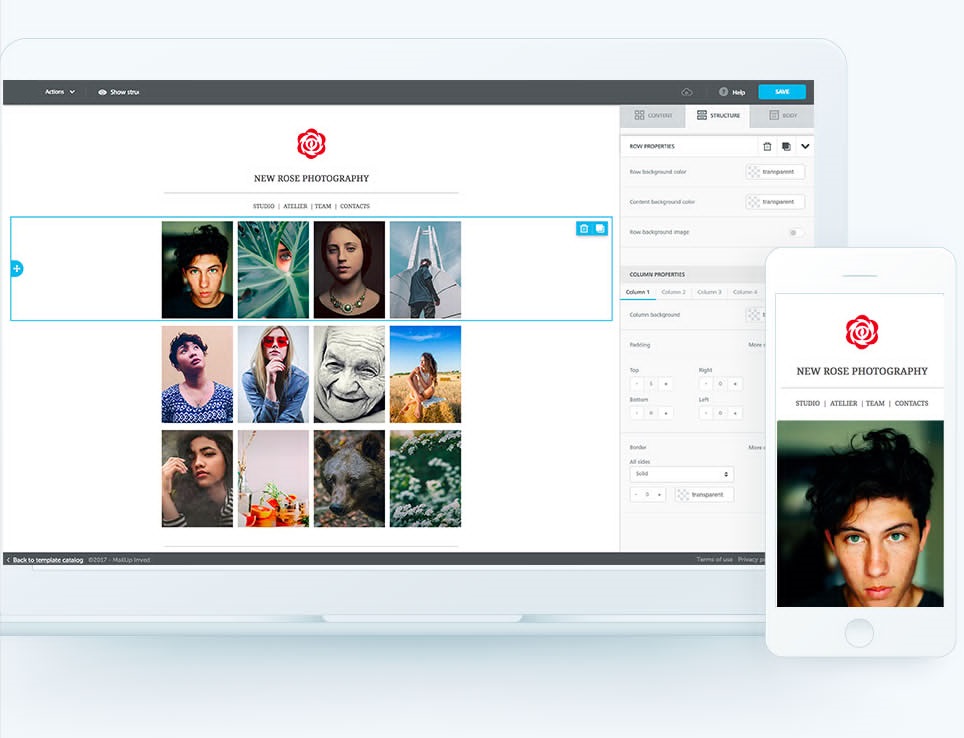 Actions
Show struc
Help
SAVE
CONTENT
STRUCTURE
BODY
NEW ROSE PHOTOGRAPHY
STUDIO | ATELIER | TEAM | CONTACTS
ROW PROPERTIES
Row background color
transparent
Content background color
transparent
Row background image
COLUMN PROPERTIES
Column 1 Column 2 Column 3 Column 4
Column background
Padding
More
Top
Right
- 5 +
- 0 +
Bottom
Left
- 0 +
- 0 +
Border
More
All sides
Solid
- 0 +
transparent
< Back to template catalog ©2017 - MailUp
Terms of use Privacy
NEW ROSE PHOTOGRAPHY
STUDIO | ATELIER | TEAM | CONTACTS